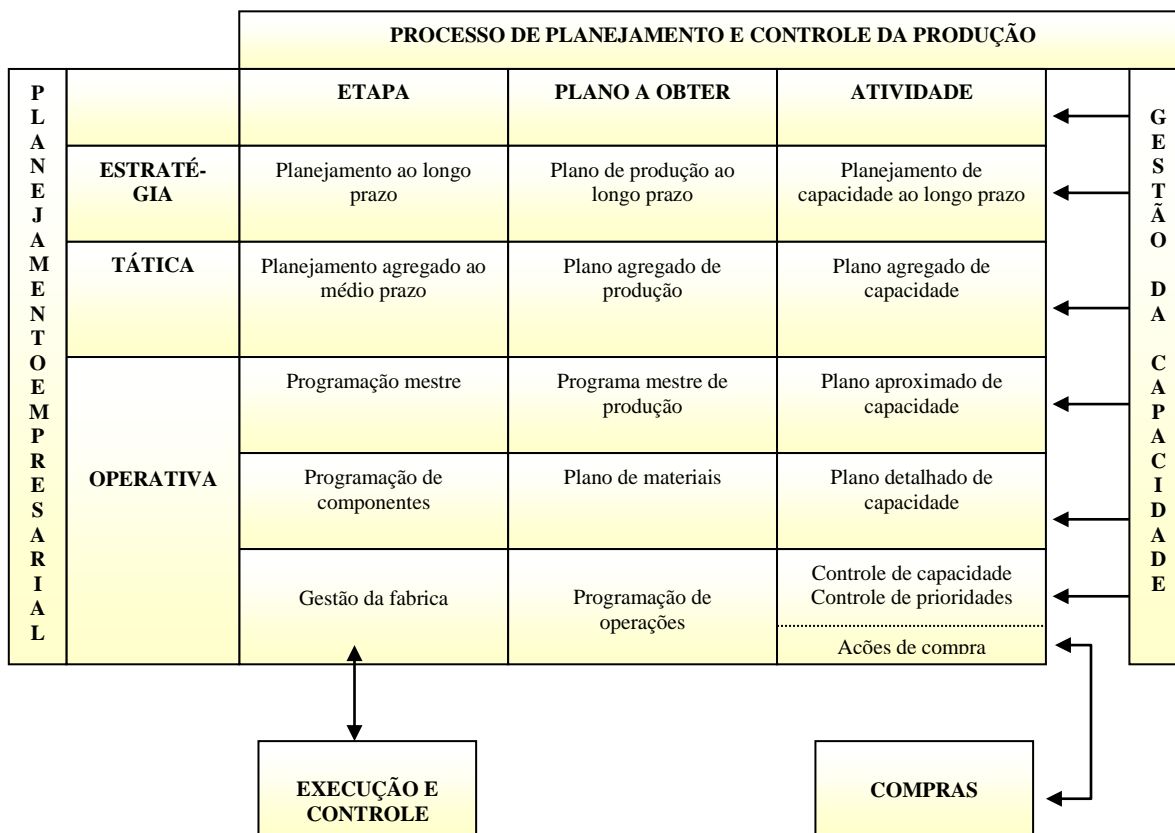 PROCESSO DE PLANEJAMENTO E CONTROLE DA PRODUÇÃO
P
L
A
N
E
J
A
M
E
N
T
O
E
M
P
R
E
S
A
R
I
A
L
ETAPA
PLANO A OBTER
ATIVIDADE
ESTRATÉ-
GIA
Planejamento ao longo
prazo
Plano de produção ao
longo prazo
Planejamento de
capacidade ao longo prazo
TÁTICA
Planejamento agregado ao
médio prazo
Plano agregado de
produção
Plano agregado de
capacidade
OPERATIVA
Programação mestre
Programa mestre de
produção
Plano aproximado de
capacidade
Programação de
componentes
Plano de materiais
Plano detalhado de
capacidade
Gestão da fabrica
Programação de
operações
Controle de capacidade
Controle de prioridades
Ações de compra
G
E
S
T
Ã
O
D
A
C
A
P
A
C
I
D
A
D
E
EXECUÇÃO E
CONTROLE
COMPRAS